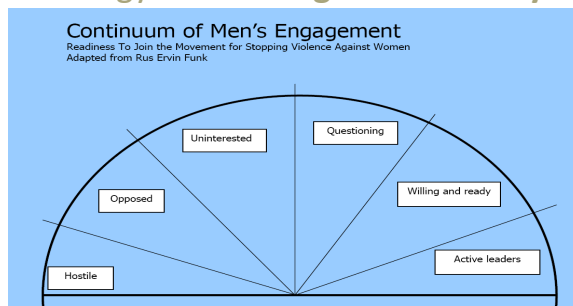 Continuum of Men's Engagement
Readiness To Join the Movement for Stopping Violence Against Women
Adapted from Rus Ervin Funk
Uninterested
Questioning
Opposed
Willing and ready
Hostile
Active leaders